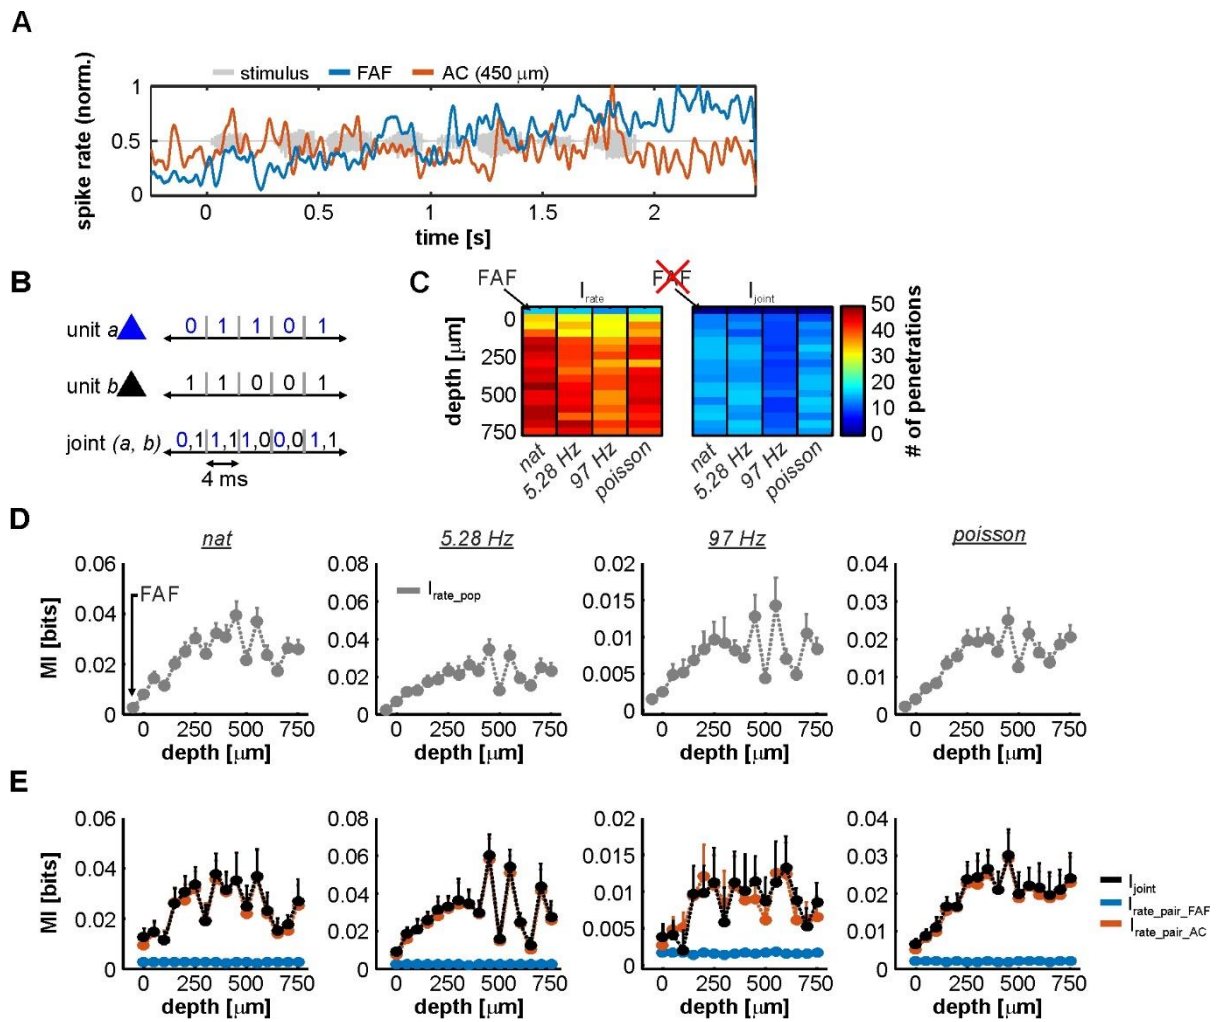 A
stimulus FAF AC (450 μm)
spike rate (norm.)
1
0.5
0
0 0.5 1 1.5 2
time [s]
B
unit a 0 1 1 0 1
unit b 1 1 0 0 1
joint (a, b) 0,1 1,1 1,0 0,0 1,1
4 ms
C
FAF I_rate
FAF I_joint
depth [μm]
0
250
500
750
nat 5.28 Hz 97 Hz poisson
nat 5.28 Hz 97 Hz poisson
50
40
30
20
10
0
# of penetrations
D
nat 5.28 Hz 97 Hz poisson
MI [bits]
0.06
0.04
0.02
0
FAF
0 250 500 750
depth [μm]
0.08
0.06
0.04
0.02
0
I_rate_pop
0 250 500 750
depth [μm]
0.02
0.015
0.01
0.005
0
0 250 500 750
depth [μm]
0.04
0.03
0.02
0.01
0
0 250 500 750
depth [μm]
E
MI [bits]
0.06
0.04
0.02
0
0 250 500 750
depth [μm]
0.08
0.06
0.04
0.02
0
0 250 500 750
depth [μm]
0.02
0.015
0.01
0.005
0
0 250 500 750
depth [μm]
0.04
0.03
0.02
0.01
0
0 250 500 750
depth [μm]
I_joint
I_rate_pair_FAF
I_rate_pair_AC